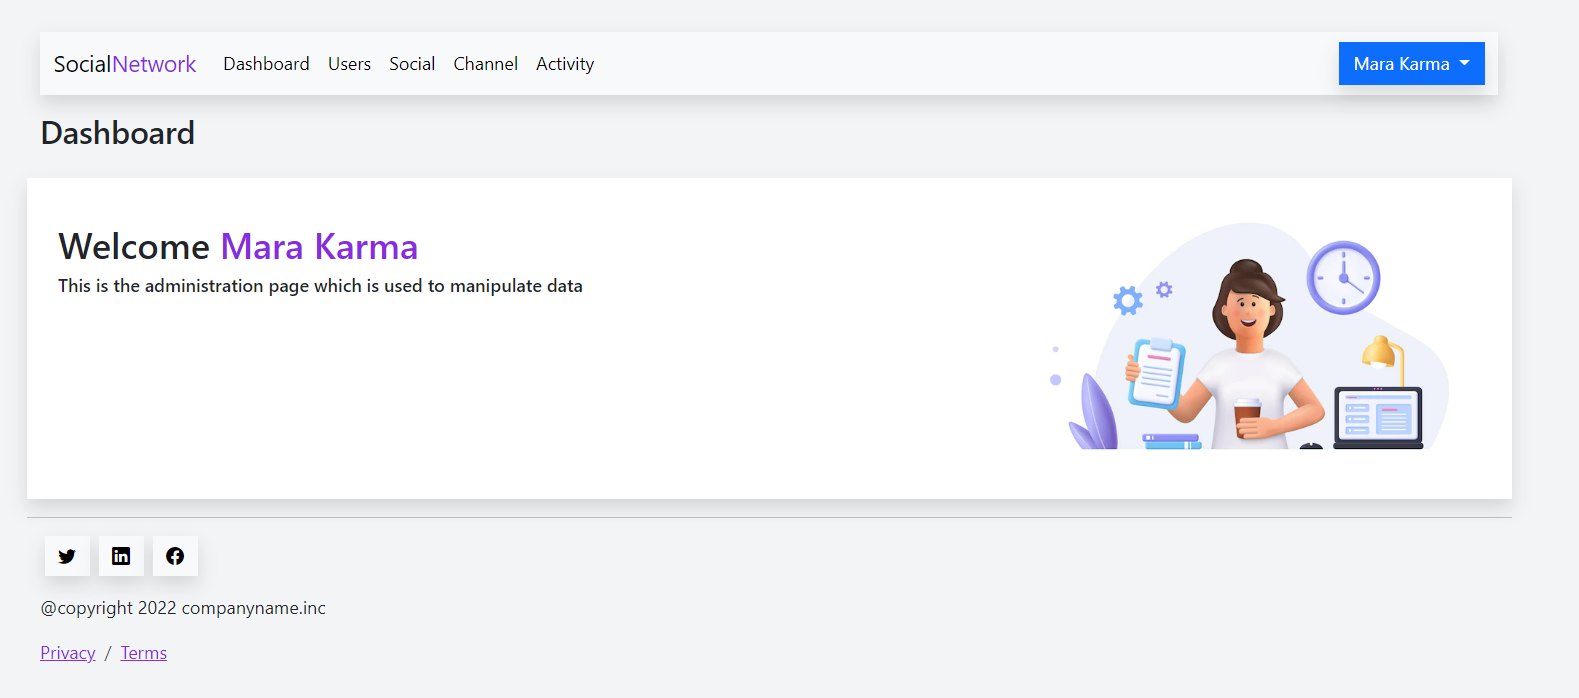 SocialNetwork Dashboard Users Social Channel Activity Mara Karma
Dashboard
Welcome Mara Karma
This is the administration page which is used to manipulate data
@copyright 2022 companyname.inc
Privacy / Terms